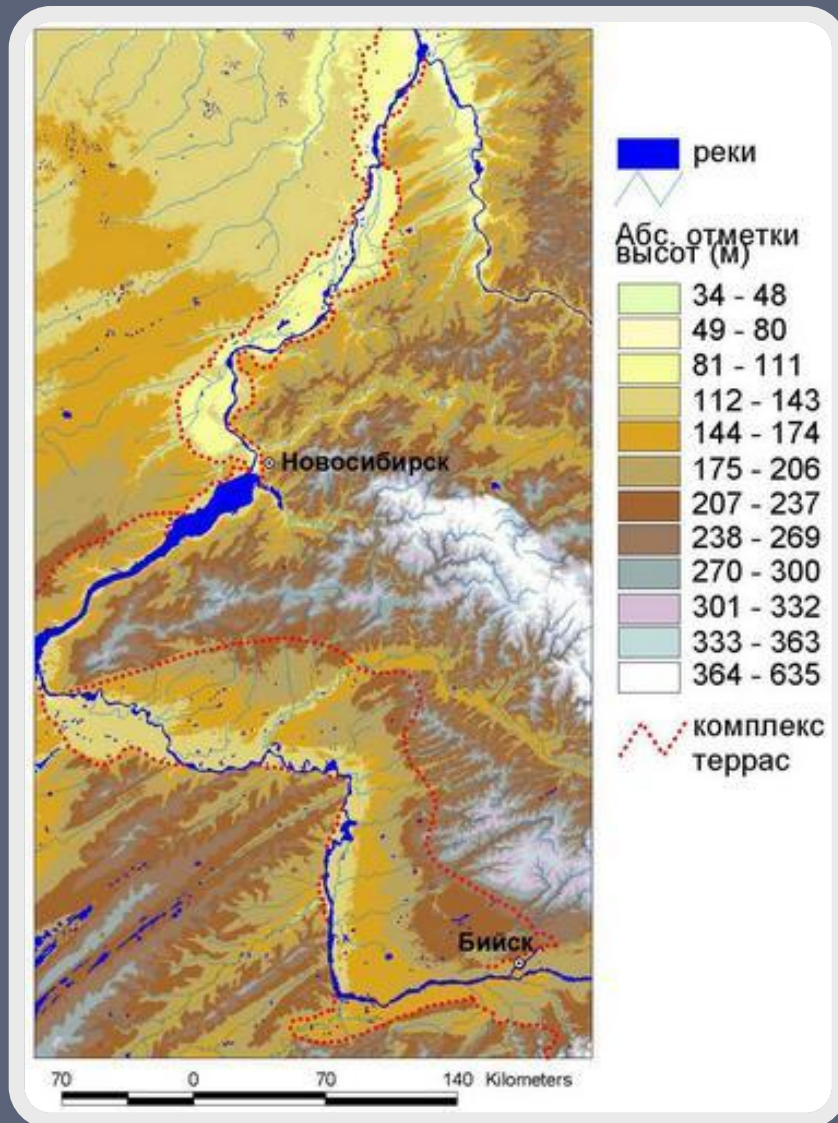 реки
Абс. отметки
высот (м)
34 - 48
49 - 80
81 - 111
112 - 143
144 - 174
175 - 206
207 - 237
238 - 269
270 - 300
301 - 332
333 - 363
364 - 635
комплекс
террас
Новосибирск
Бийск
70 0 70 140 Kilometers